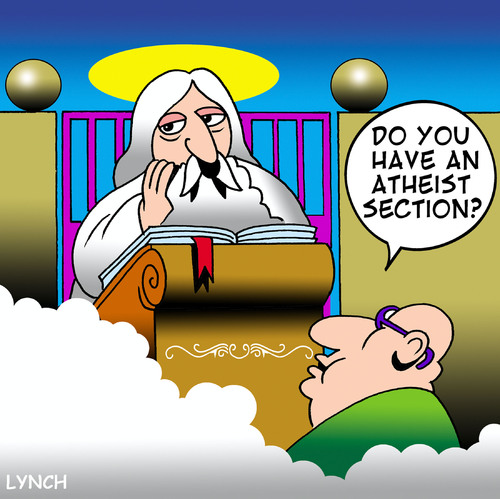 DO YOU
HAVE AN
ATHEIST
SECTION?
LYNCH